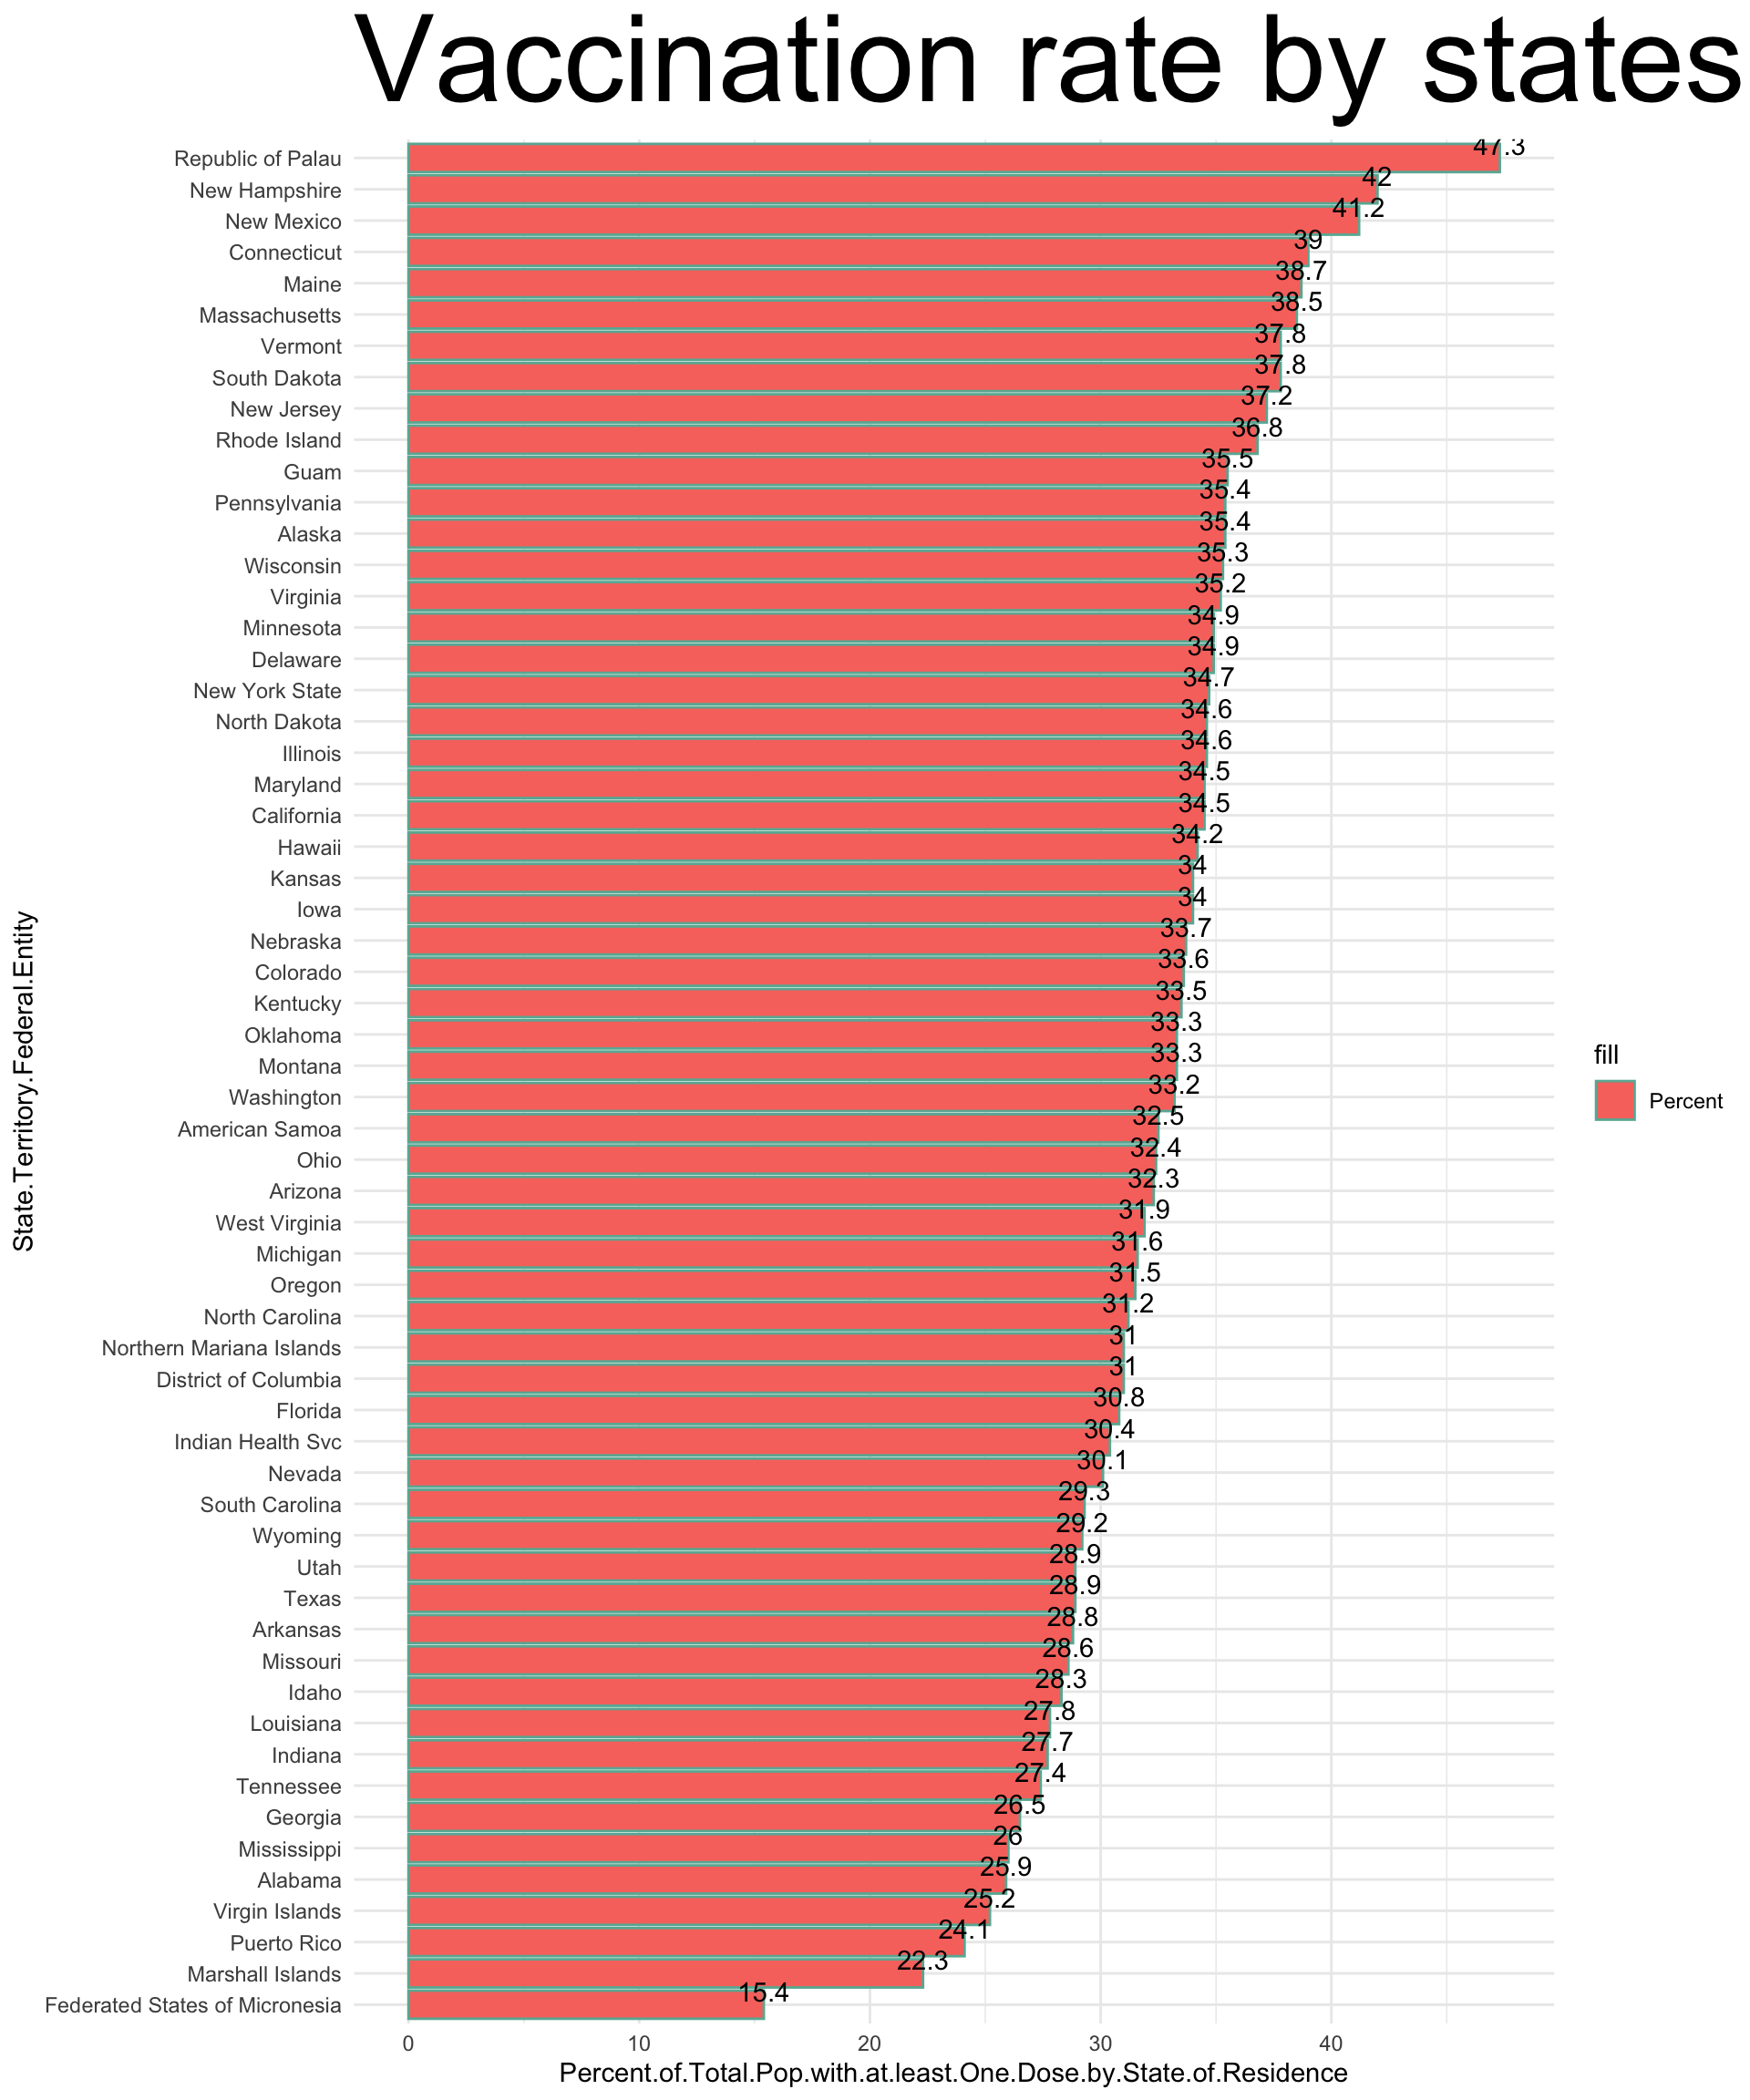 Vaccination rate by states
Republic of Palau 47.3
New Hampshire 42
New Mexico 41.2
Connecticut 39
Maine 38.7
Massachusetts 38.5
Vermont 37.8
South Dakota 37.8
New Jersey 37.2
Rhode Island 36.8
Guam 35.5
Pennsylvania 35.4
Alaska 35.4
Wisconsin 35.3
Virginia 35.2
Minnesota 34.9
Delaware 34.9
New York State 34.7
North Dakota 34.6
Illinois 34.6
Maryland 34.5
California 34.5
Hawaii 34.2
Kansas 34
Iowa 34
Nebraska 33.7
Colorado 33.6
Kentucky 33.5
Oklahoma 33.3
Montana 33.3
Washington 33.2
American Samoa 32.5
Ohio 32.4
Arizona 32.3
West Virginia 31.9
Michigan 31.6
Oregon 31.5
North Carolina 31.2
Northern Mariana Islands 31
District of Columbia 31
Florida 30.8
Indian Health Svc 30.4
Nevada 30.1
South Carolina 29.3
Wyoming 29.2
Utah 28.9
Texas 28.9
Arkansas 28.8
Missouri 28.6
Idaho 28.3
Louisiana 27.8
Indiana 27.7
Tennessee 27.4
Georgia 26.5
Mississippi 26
Alabama 25.9
Virgin Islands 25.2
Puerto Rico 24.1
Marshall Islands 22.3
Federated States of Micronesia 15.4
0 10 20 30 40
Percent.of.Total.Pop.with.at.least.One.Dose.by.State.of.Residence
State.Territory.Federal.Entity
fill
Percent